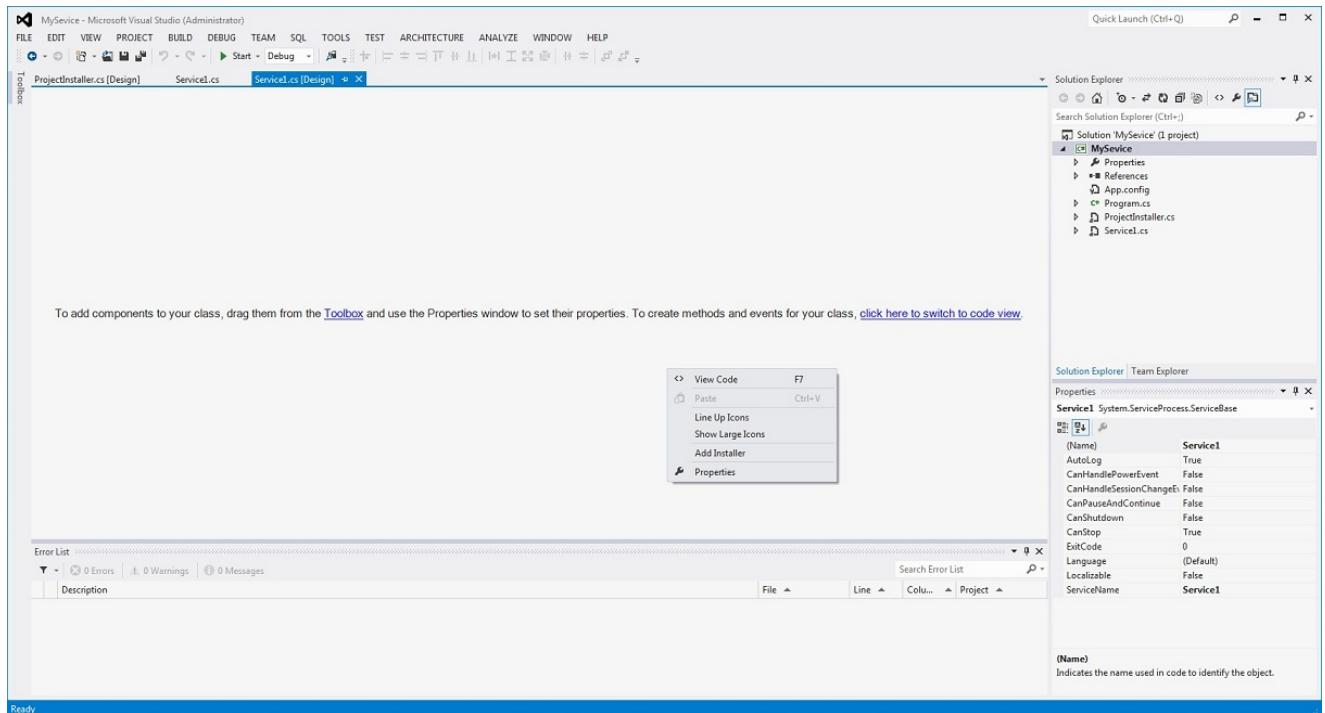 MySevice - Microsoft Visual Studio (Administrator)
Quick Launch (Ctrl+Q)
FILE EDIT VIEW PROJECT BUILD DEBUG TEAM SQL TOOLS TEST ARCHITECTURE ANALYZE WINDOW HELP
Start Debug
Toolbox
ProjectInstaller.cs [Design] Service1.cs Service1.cs [Design]
To add components to your class, drag them from the Toolbox and use the Properties window to set their properties. To create methods and events for your class, click here to switch to code view.
View Code F7
Paste Ctrl+V
Line Up Icons
Show Large Icons
Add Installer
Properties
Error List
0 Errors 0 Warnings 0 Messages
Search Error List
Description File Line Colu... Project
Solution Explorer
Search Solution Explorer (Ctrl+;)
Solution 'MySevice' (1 project)
C# MySevice
Properties
References
App.config
C# Program.cs
ProjectInstaller.cs
Service1.cs
Solution Explorer Team Explorer
Properties
Service1 System.ServiceProcess.ServiceBase
(Name) Service1
AutoLog True
CanHandlePowerEvent False
CanHandleSessionChangeEv False
CanPauseAndContinue False
CanShutdown False
CanStop True
ExitCode 0
Language (Default)
Localizable False
ServiceName Service1
(Name)
Indicates the name used in code to identify the object.
Ready